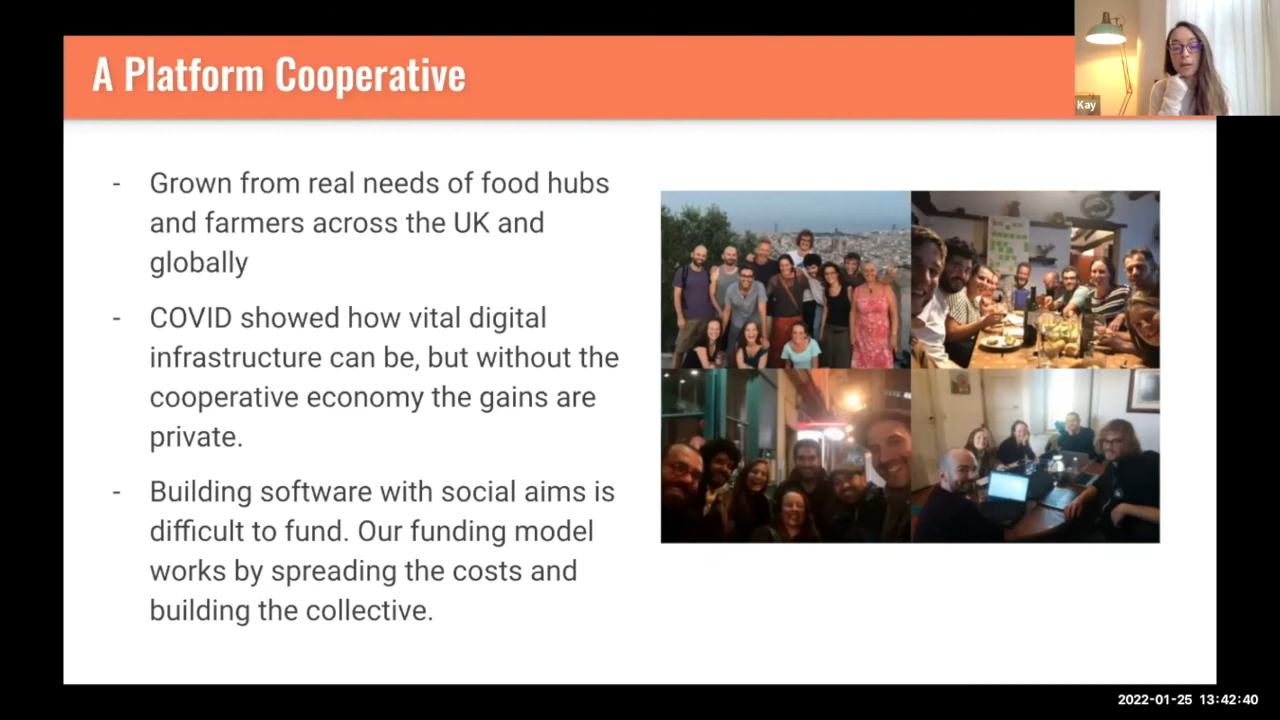 A Platform Cooperative
Kay
- Grown from real needs of food hubs
and farmers across the UK and
globally
- COVID showed how vital digital
infrastructure can be, but without the
cooperative economy the gains are
private.
- Building software with social aims is
difficult to fund. Our funding model
works by spreading the costs and
building the collective.
2022-01-25 13:42:40